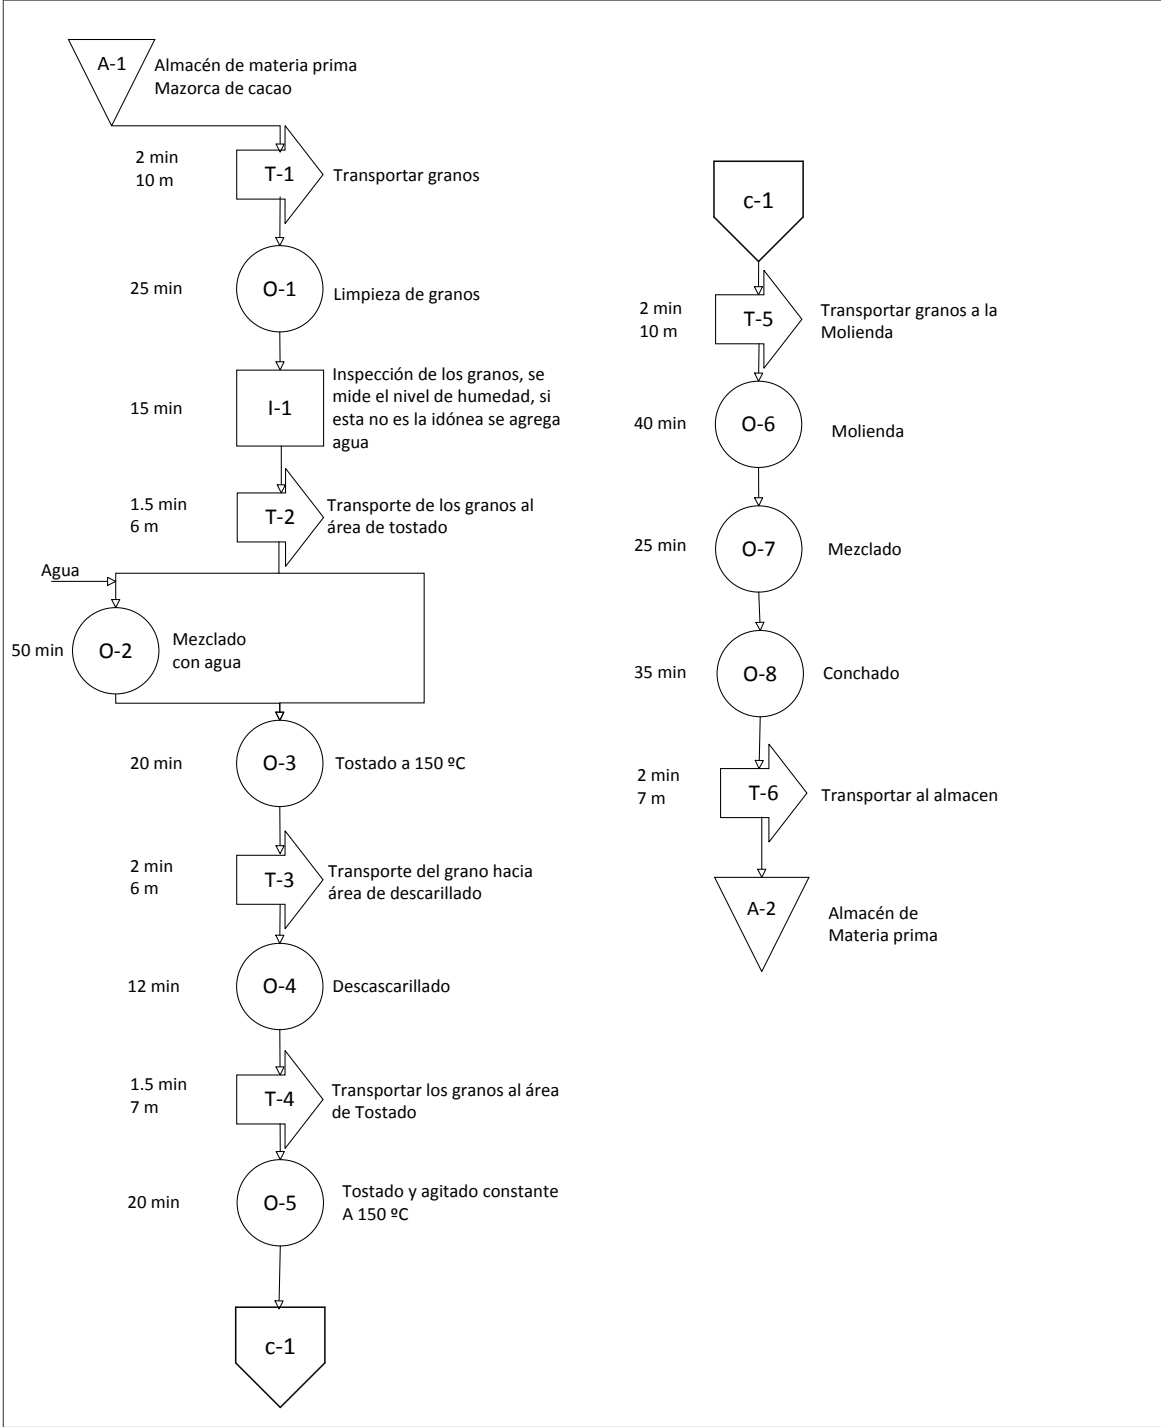 A-1
Almacén de materia prima
Mazorca de cacao
2 min
10 m
T-1
Transportar granos
25 min
O-1
Limpieza de granos
15 min
I-1
Inspección de los granos, se
mide el nivel de humedad, si
esta no es la idónea se agrega
agua
1.5 min
6 m
T-2
Transporte de los granos al
área de tostado
Agua
50 min
O-2
Mezclado
con agua
20 min
O-3
Tostado a 150 ºC
2 min
6 m
T-3
Transporte del grano hacia
área de descarillado
12 min
O-4
Descascarillado
1.5 min
7 m
T-4
Transportar los granos al área
de Tostado
20 min
O-5
Tostado y agitado constante
A 150 ºC
c-1
c-1
2 min
10 m
T-5
Transportar granos a la
Molienda
40 min
O-6
Molienda
25 min
O-7
Mezclado
35 min
O-8
Conchado
2 min
7 m
T-6
Transportar al almacen
A-2
Almacén de
Materia prima